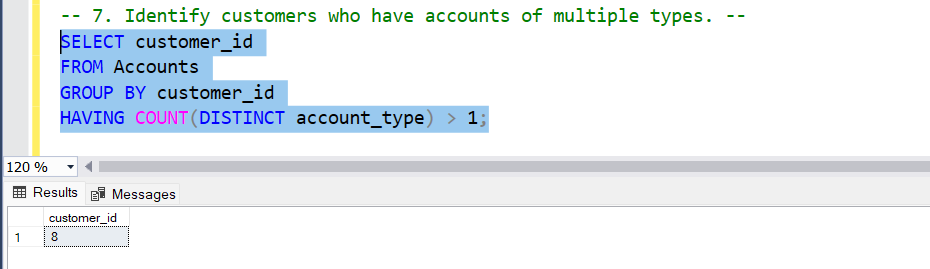 -- 7. Identify customers who have accounts of multiple types. --
SELECT customer_id
FROM Accounts
GROUP BY customer_id
HAVING COUNT(DISTINCT account_type) > 1;
120 %
Results Messages
customer_id
1 8